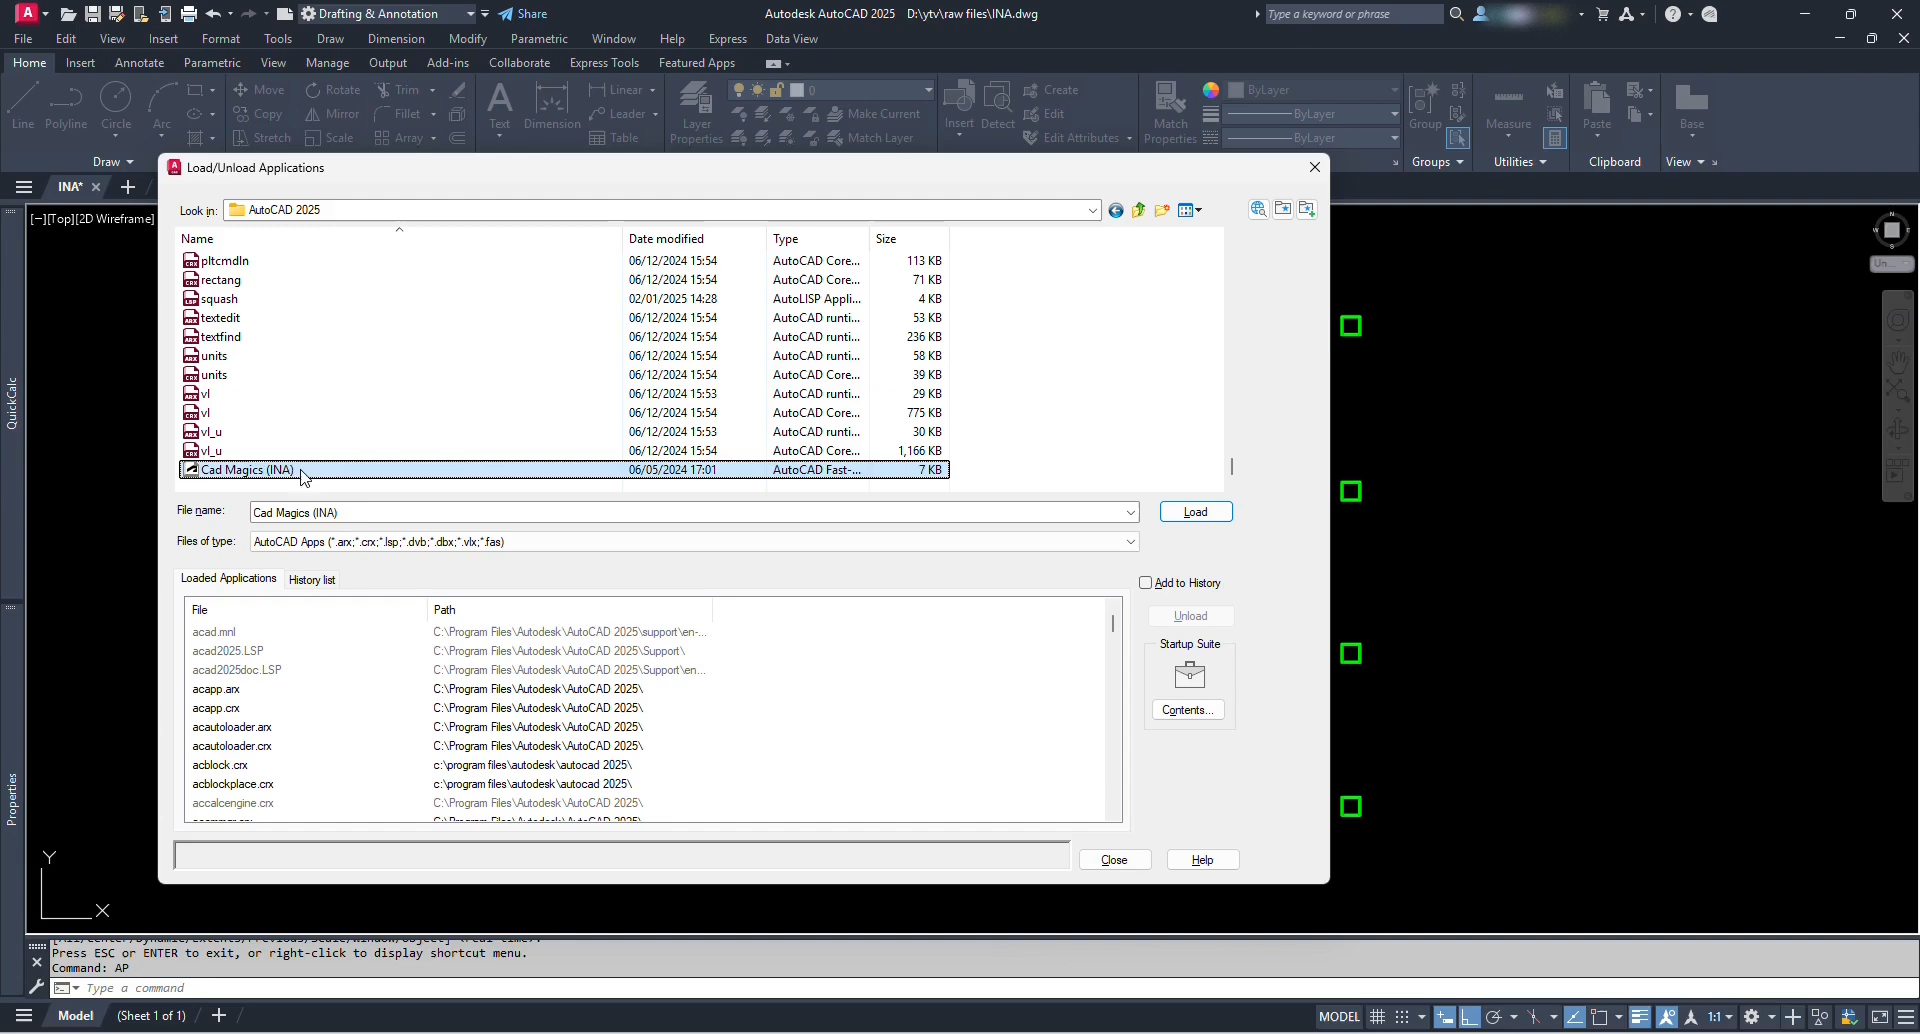 Drafting & Annotation
Share
Autodesk AutoCAD 2025 D:\ytv\raw files\INA.dwg
Type a keyword or phrase
File Edit View Insert Format Tools Draw Dimension Modify Parametric Window Help Express Data View
Home Insert Annotate Parametric View Manage Output Add-ins Collaborate Express Tools Featured Apps
Line Polyline Circle Arc
Move Rotate Trim
Copy Mirror Fillet
Stretch Scale Array
Text Dimension
Linear
Leader
Table
Layer Properties
0
Make Current
Match Layer
Insert Detect
Create
Edit
Edit Attributes
Match Properties
ByLayer
ByLayer
ByLayer
Group Measure Paste Base
Draw
Groups Utilities Clipboard View
INA*
[−][Top][2D Wireframe]
QuickCalc
Properties
Load/Unload Applications
Look in: AutoCAD 2025
Name Date modified Type Size
pltcmdln 06/12/2024 15:54 AutoCAD Core... 113 KB
rectang 06/12/2024 15:54 AutoCAD Core... 71 KB
squash 02/01/2025 14:28 AutoLISP Appli... 4 KB
textedit 06/12/2024 15:54 AutoCAD runti... 53 KB
textfind 06/12/2024 15:54 AutoCAD runti... 236 KB
units 06/12/2024 15:54 AutoCAD runti... 58 KB
units 06/12/2024 15:54 AutoCAD Core... 39 KB
vl 06/12/2024 15:53 AutoCAD runti... 29 KB
vl 06/12/2024 15:54 AutoCAD Core... 775 KB
vl_u 06/12/2024 15:53 AutoCAD runti... 30 KB
vl_u 06/12/2024 15:54 AutoCAD Core... 1,166 KB
Cad Magics (INA) 06/05/2024 17:01 AutoCAD Fast-... 7 KB
File name: Cad Magics (INA) Load
Files of type: AutoCAD Apps (*.arx;*.crx;*.lsp;*.dvb;*.dbx;*.vlx;*.fas)
Loaded Applications History list
Add to History
Unload
Startup Suite
Contents...
File Path
acad.mnl C:\Program Files\Autodesk\AutoCAD 2025\support\en-...
acad2025.LSP C:\Program Files\Autodesk\AutoCAD 2025\Support\
acad2025doc.LSP C:\Program Files\Autodesk\AutoCAD 2025\Support\en...
acapp.arx C:\Program Files\Autodesk\AutoCAD 2025\
acapp.crx C:\Program Files\Autodesk\AutoCAD 2025\
acautoloader.arx C:\Program Files\Autodesk\AutoCAD 2025\
acautoloader.crx C:\Program Files\Autodesk\AutoCAD 2025\
acblock.crx c:\program files\autodesk\autocad 2025\
acblockplace.crx c:\program files\autodesk\autocad 2025\
accalcengine.crx C:\Program Files\Autodesk\AutoCAD 2025\
Close Help
Y
X
N
W
S
Press ESC or ENTER to exit, or right-click to display shortcut menu.
Command: AP
Type a command
Model (Sheet 1 of 1)
MODEL 1:1